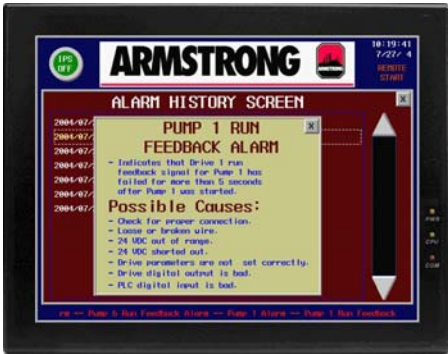 IPS
OFF
ARMSTRONG
10:19:41
7/27/ 4
REMOTE
START
ALARM HISTORY SCREEN
X
2004/07/
2004/07/
2004/07/
2004/07/
2004/07/
2004/07/
2004/07/
PUMP 1 RUN
FEEDBACK ALARM
X
- Indicates that Drive 1 run
feedback signal for Pump 1 has
failed for more than 5 seconds
after Pump 1 was started.
Possible Causes:
- Check for proper connection.
- Loose or broken wire.
- 24 VDC out of range.
- 24 VDC shorted out.
- Drive parameters are not set correctly.
- Drive digital output is bad.
- PLC digital input is bad.
PWR
CPU
COM
rm -- Pump 6 Run Feedback Alarm -- Pump 1 Alarm -- Pump 1 Run Feedback